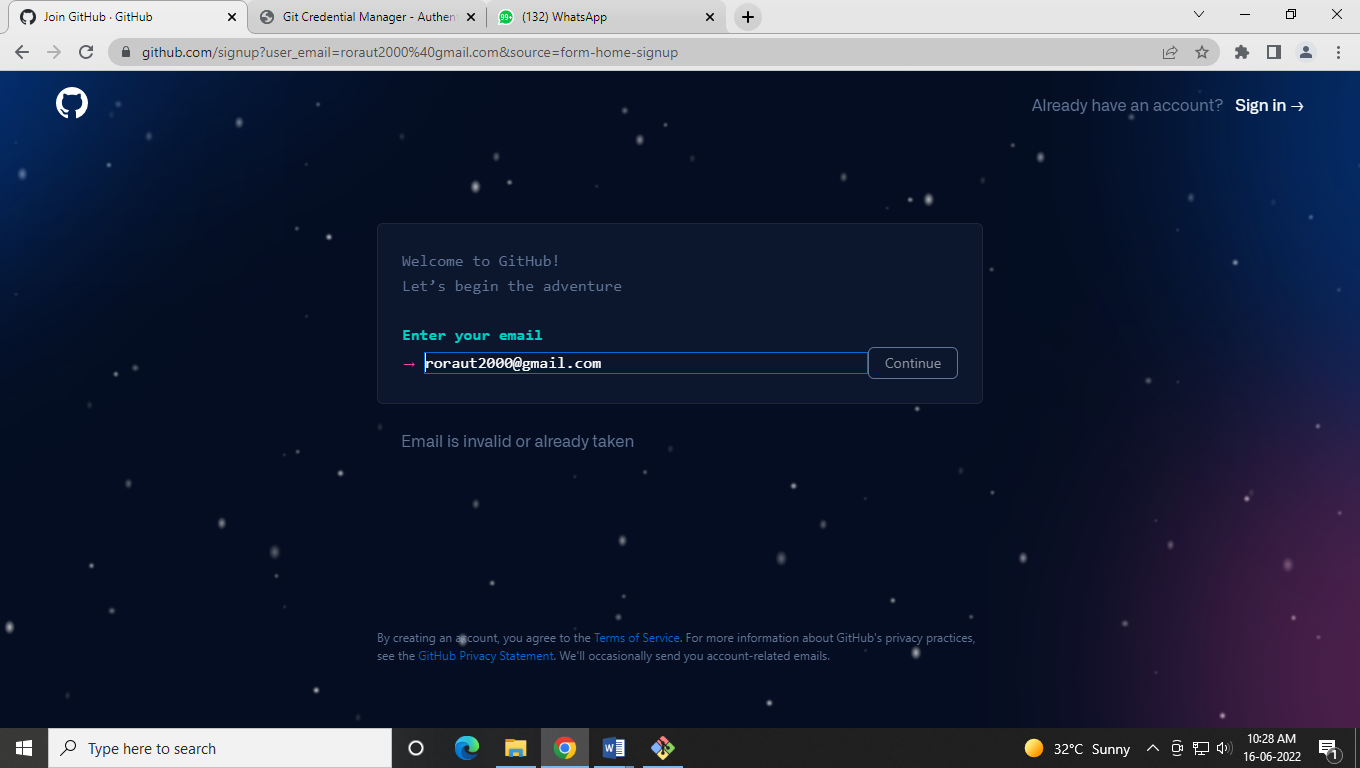 Join GitHub · GitHub
Git Credential Manager - Authent
99+
(132) WhatsApp
github.com/signup?user_email=roraut2000%40gmail.com&source=form-home-signup
Already have an account? Sign in →
Welcome to GitHub!
Let’s begin the adventure
Enter your email
→ roraut2000@gmail.com
Continue
Email is invalid or already taken
By creating an account, you agree to the Terms of Service. For more information about GitHub's privacy practices,
see the GitHub Privacy Statement. We'll occasionally send you account-related emails.
Type here to search
32°C Sunny
10:28 AM
16-06-2022
1